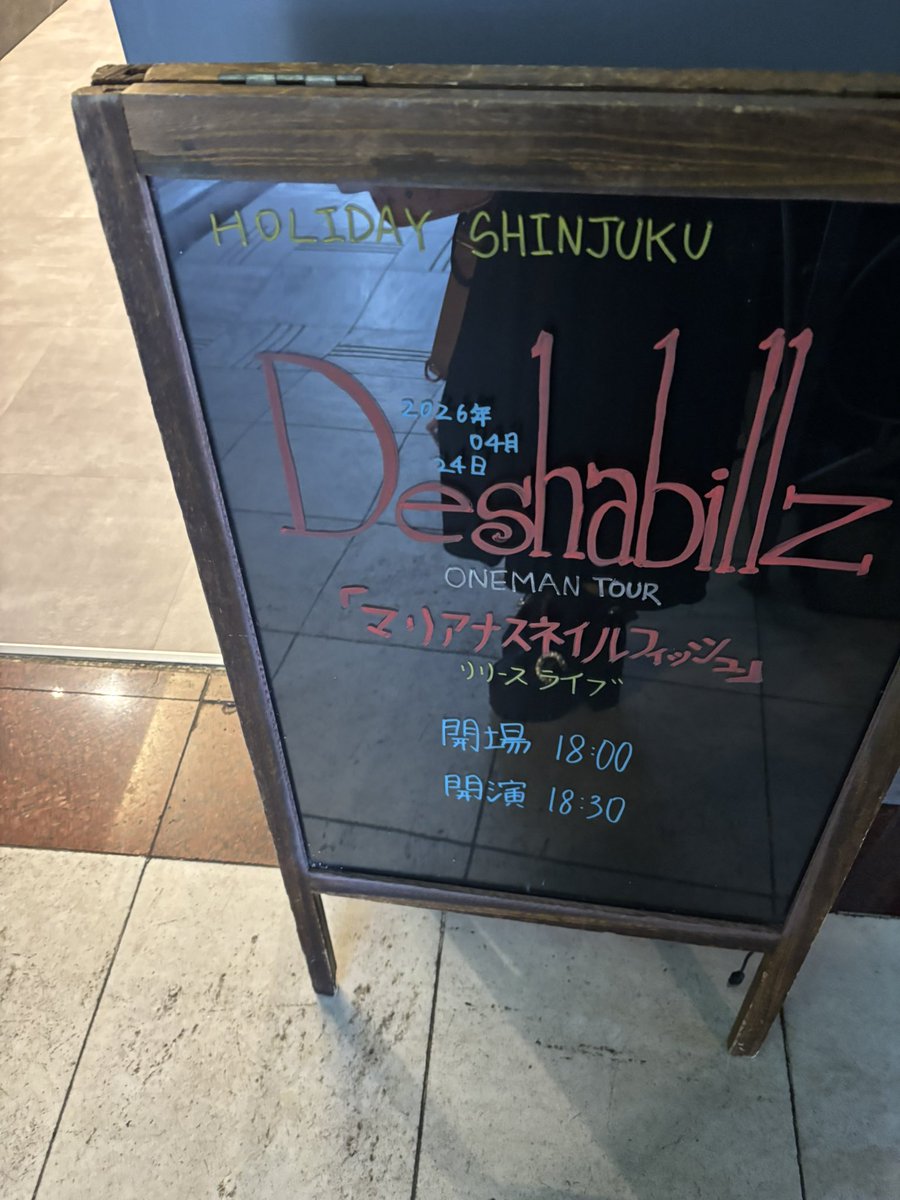 HOLIDAY SHINJUKU
2026年
04月
24日
Deshabillz
ONEMAN TOUR
「マリアナスネイルフィッシュ」
リリースライブ
開場 18:00
開演 18:30